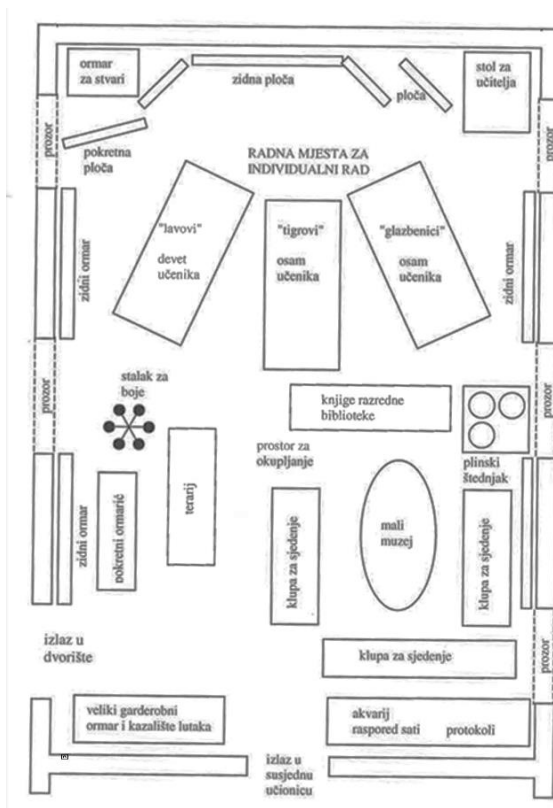 ormar
za stvari
zidna ploča
ploča
stol za
učitelja
prozor
pokretna
ploča
prozor
RADNA MJESTA ZA
INDIVIDUALNI RAD
"lavovi"
devet
učenika
"tigrovi"
osam
učenika
"glazbenici"
osam
učenika
zidni ormar
zidni ormar
stalak za
boje
prozor
knjige razredne
biblioteke
prozor
prostor za
okupljanje
plinski
štednjak
zidni ormar
pokretni ormarić
terarij
klupa za sjedenje
mali
muzej
klupa za sjedenje
izlaz u
dvorište
klupa za sjedenje
prozor
veliki garderobni
ormar i kazalište lutaka
akvarij
raspored sati protokoli
izlaz u
susjednu
učionicu